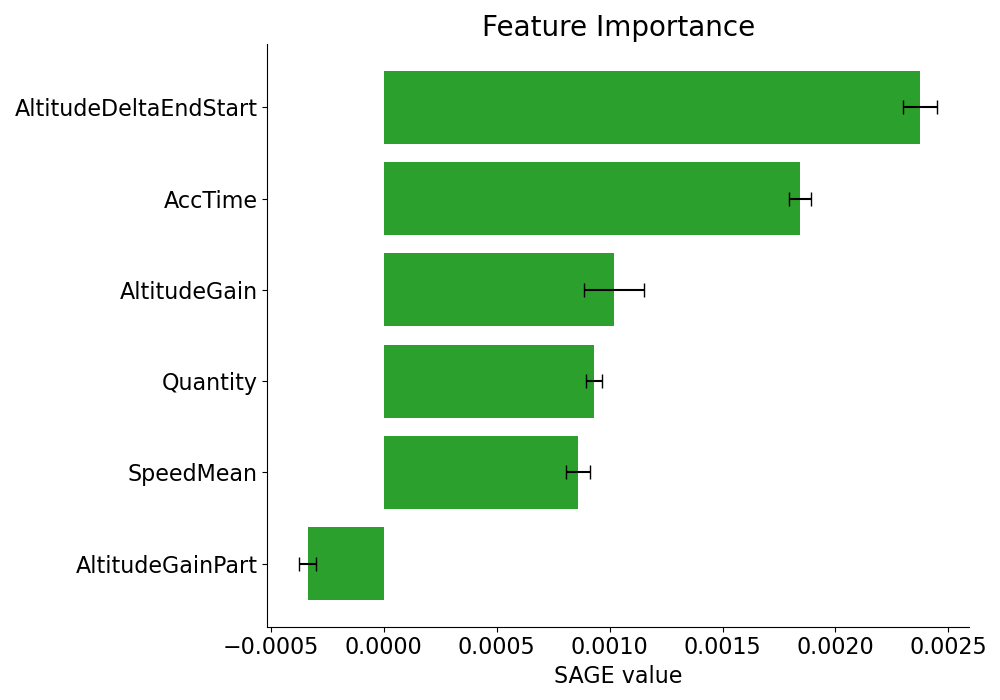 Feature Importance
AltitudeDeltaEndStart
AccTime
AltitudeGain
Quantity
SpeedMean
AltitudeGainPart
−0.0005 0.0000 0.0005 0.0010 0.0015 0.0020 0.0025
SAGE value